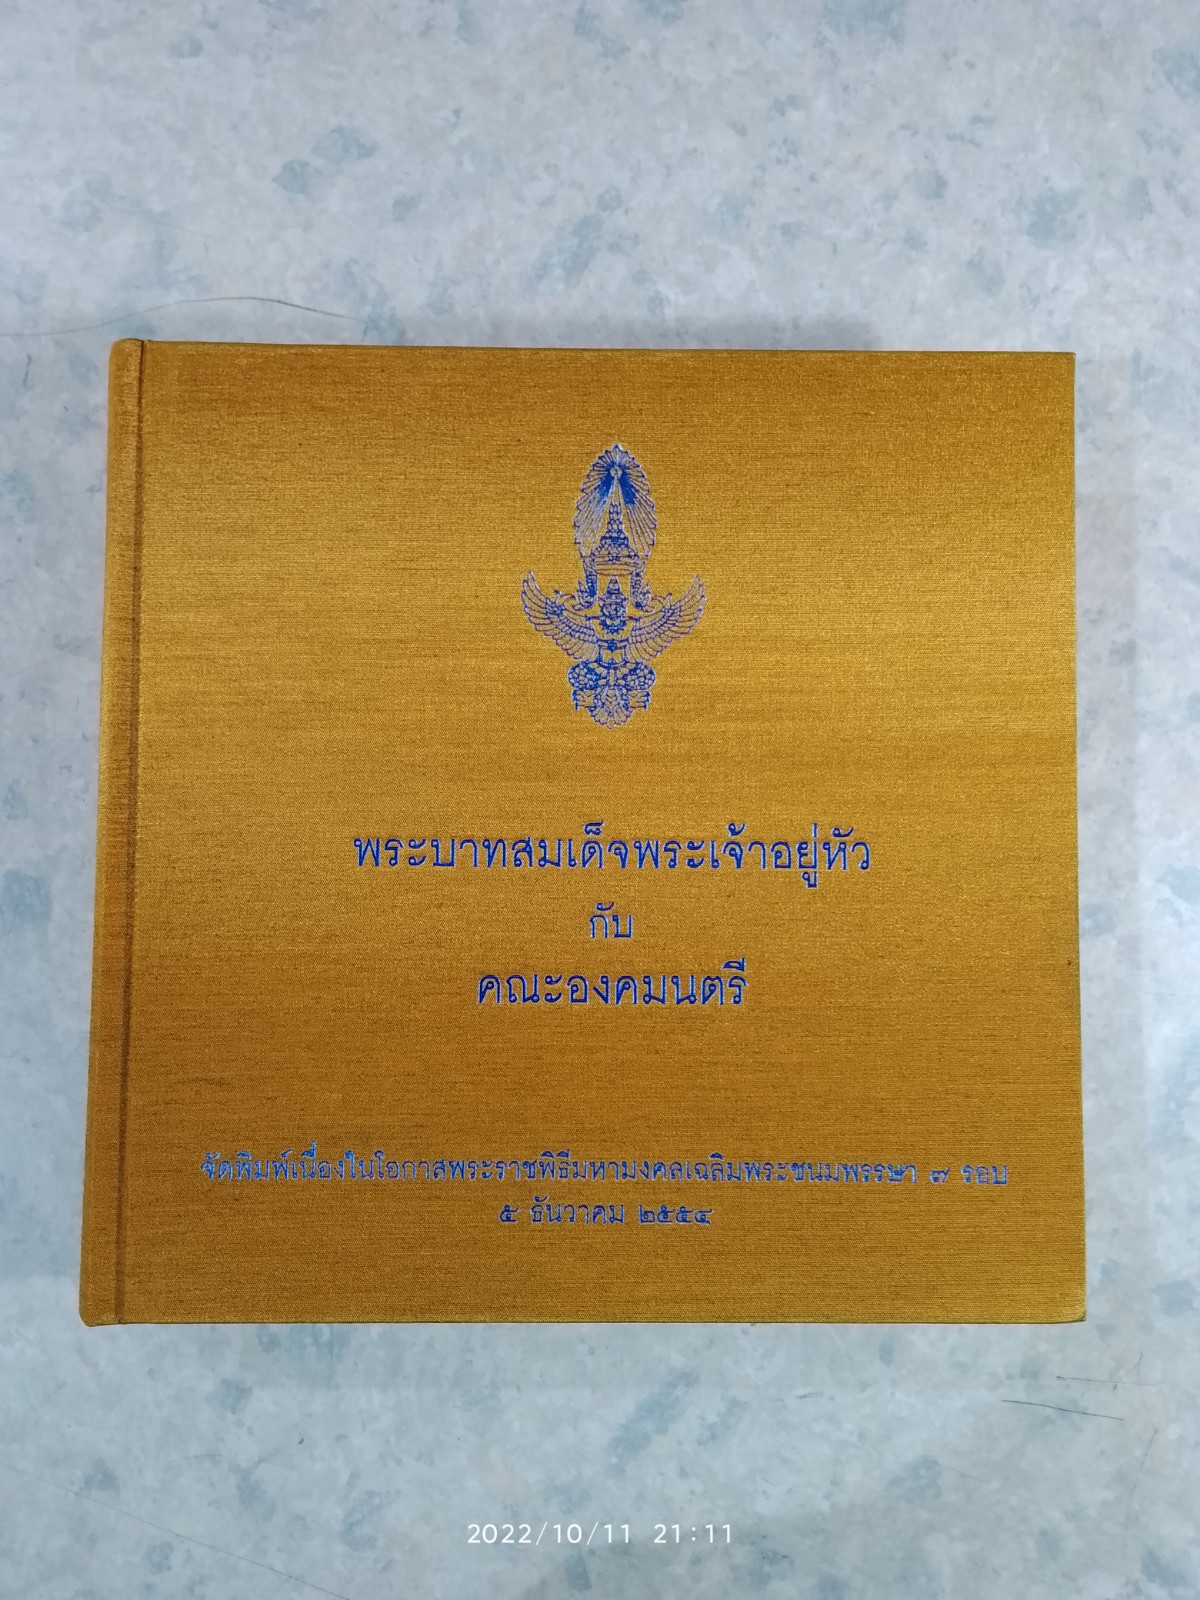 พระบาทสมเด็จพระเจ้าอยู่หัว
กับ
คณะองคมนตรี
จัดพิมพ์เนื่องในโอกาสพระราชพิธีมหามงคลเฉลิมพระชนมพรรษา ๗ รอบ
๕ ธันวาคม ๒๕๕๔
2022/10/11 21:11